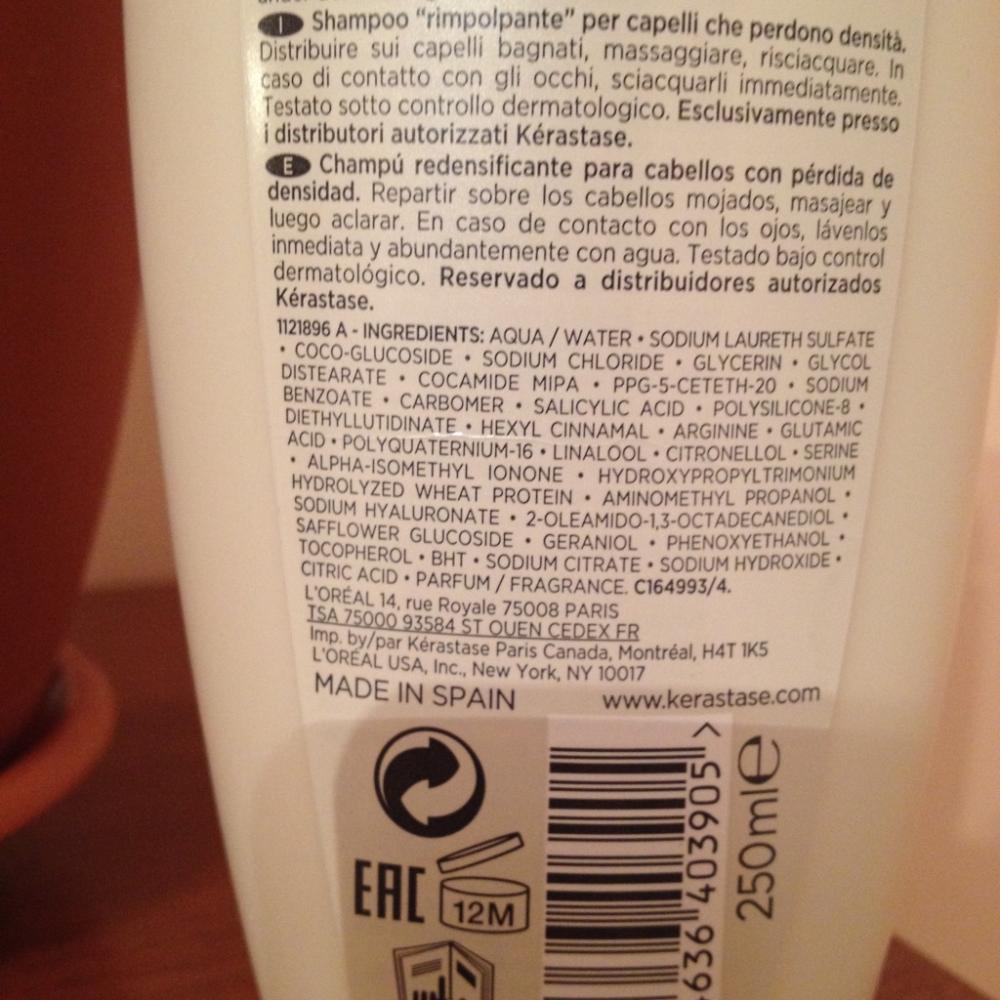 I Shampoo “rimpolpante” per capelli che perdono densità.
Distribuire sui capelli bagnati, massaggiare, risciacquare. In
caso di contatto con gli occhi, sciacquarli immediatamente.
Testato sotto controllo dermatologico. Esclusivamente presso
i distributori autorizzati Kérastase.
E Champú redensificante para cabellos con pérdida de
densidad. Repartir sobre los cabellos mojados, masajear y
luego aclarar. En caso de contacto con los ojos, lávenlos
inmediata y abundantemente con agua. Testado bajo control
dermatológico. Reservado a distribuidores autorizados
Kérastase.
1121896 A - INGREDIENTS: AQUA / WATER • SODIUM LAURETH SULFATE
• COCO-GLUCOSIDE • SODIUM CHLORIDE • GLYCERIN • GLYCOL
DISTEARATE • COCAMIDE MIPA • PPG-5-CETETH-20 • SODIUM
BENZOATE • CARBOMER • SALICYLIC ACID • POLYSILICONE-8 •
DIETHYLLUTIDINATE • HEXYL CINNAMAL • ARGININE • GLUTAMIC
ACID • POLYQUATERNIUM-16 • LINALOOL • CITRONELLOL • SERINE
• ALPHA-ISOMETHYL IONONE • HYDROXYPROPYLTRIMONIUM
HYDROLYZED WHEAT PROTEIN • AMINOMETHYL PROPANOL •
SODIUM HYALURONATE • 2-OLEAMIDO-1,3-OCTADECANEDIOL •
SAFFLOWER GLUCOSIDE • GERANIOL • PHENOXYETHANOL •
TOCOPHEROL • BHT • SODIUM CITRATE • SODIUM HYDROXIDE •
CITRIC ACID • PARFUM / FRAGRANCE. C164993/4.
L'ORÉAL 14, rue Royale 75008 PARIS
TSA 75000 93584 ST OUEN CEDEX FR
Imp. by/par Kérastase Paris Canada, Montréal, H4T 1K5
L'ORÉAL USA, Inc., New York, NY 10017
MADE IN SPAIN www.kerastase.com
EAC
12M
636 403905 >
250ml e